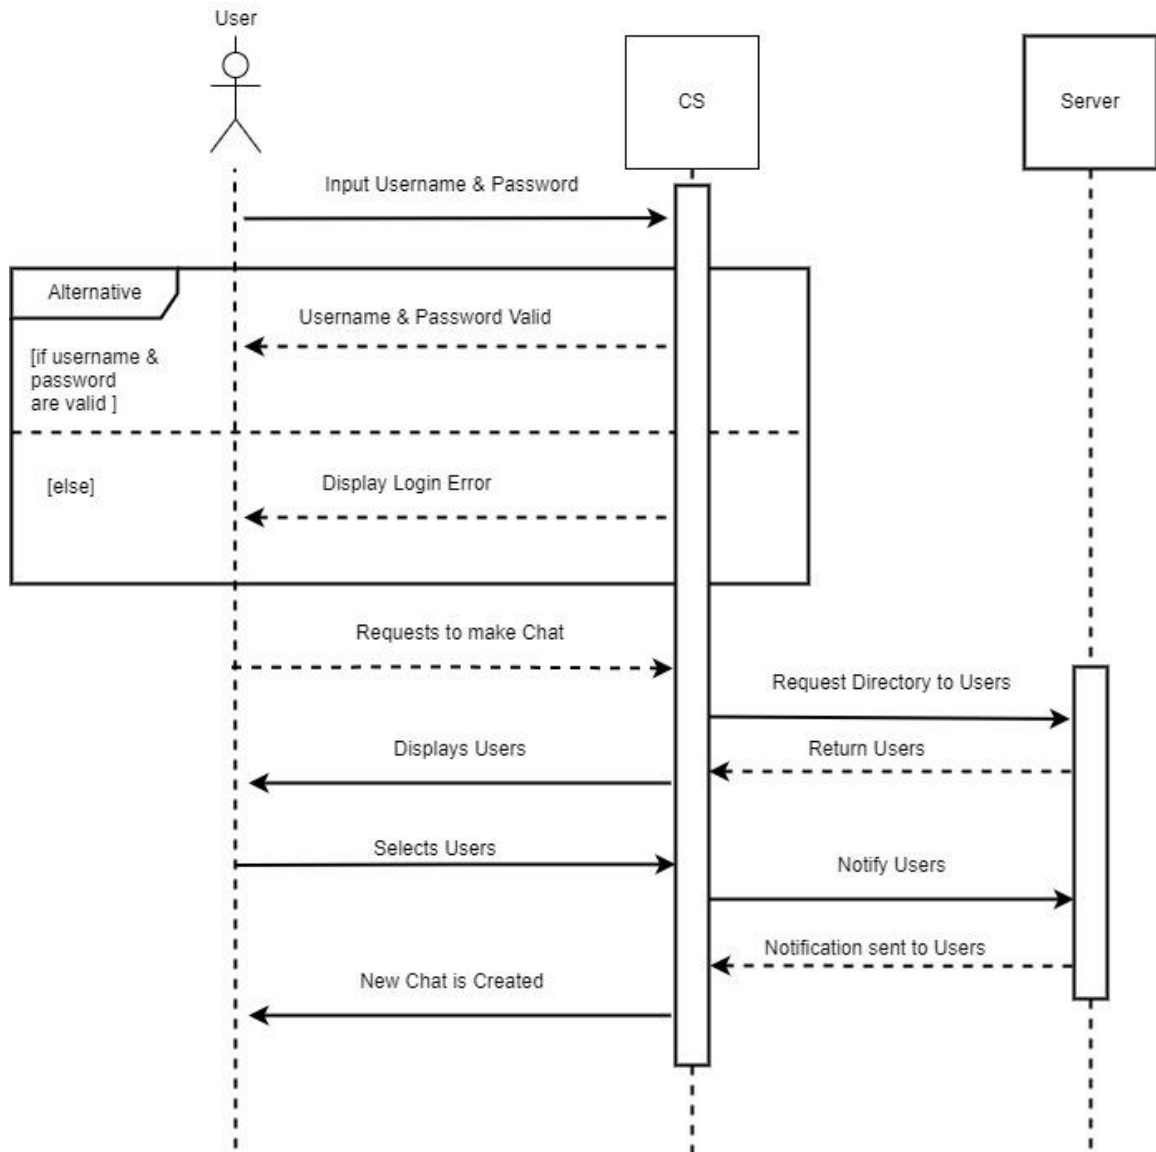 User
CS
Server
Input Username & Password
Alternative
Username & Password Valid
[if username &
password
are valid ]
[else]
Display Login Error
Requests to make Chat
Request Directory to Users
Displays Users
Return Users
Selects Users
Notify Users
Notification sent to Users
New Chat is Created